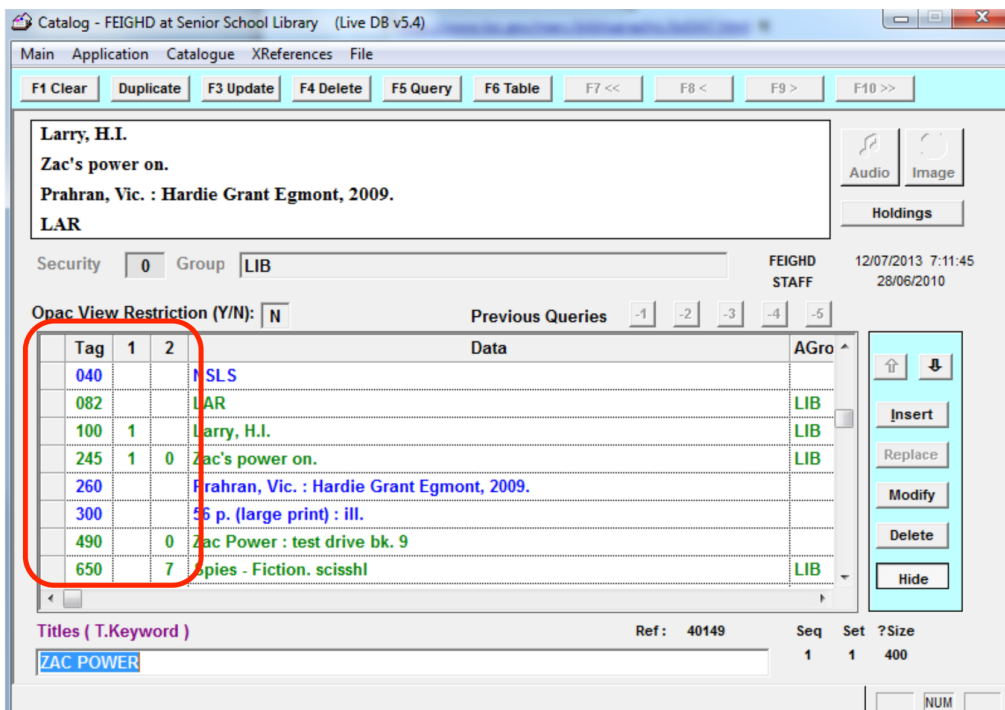 Catalog - FEIGHD at Senior School Library (Live DB v5.4)
Main Application Catalogue XReferences File
F1 Clear Duplicate F3 Update F4 Delete F5 Query F6 Table F7 << F8 < F9 > F10 >>
Larry, H.I.
Zac's power on.
Prahran, Vic. : Hardie Grant Egmont, 2009.
LAR
Audio Image
Holdings
Security 0 Group LIB FEIGHD 12/07/2013 7:11:45
STAFF 28/06/2010
Opac View Restriction (Y/N): N Previous Queries -1 -2 -3 -4 -5
Tag 1 2 Data AGro
040 NSLS
082 LAR LIB
100 1 Larry, H.I. LIB
245 1 0 Zac's power on. LIB
260 Prahran, Vic. : Hardie Grant Egmont, 2009.
300 56 p. (large print) : ill.
490 0 Zac Power : test drive bk. 9
650 7 Spies - Fiction. scisshl LIB
Insert
Replace
Modify
Delete
Hide
Titles ( T.Keyword ) Ref : 40149 Seq Set ?Size
ZAC POWER 1 1 400
NUM